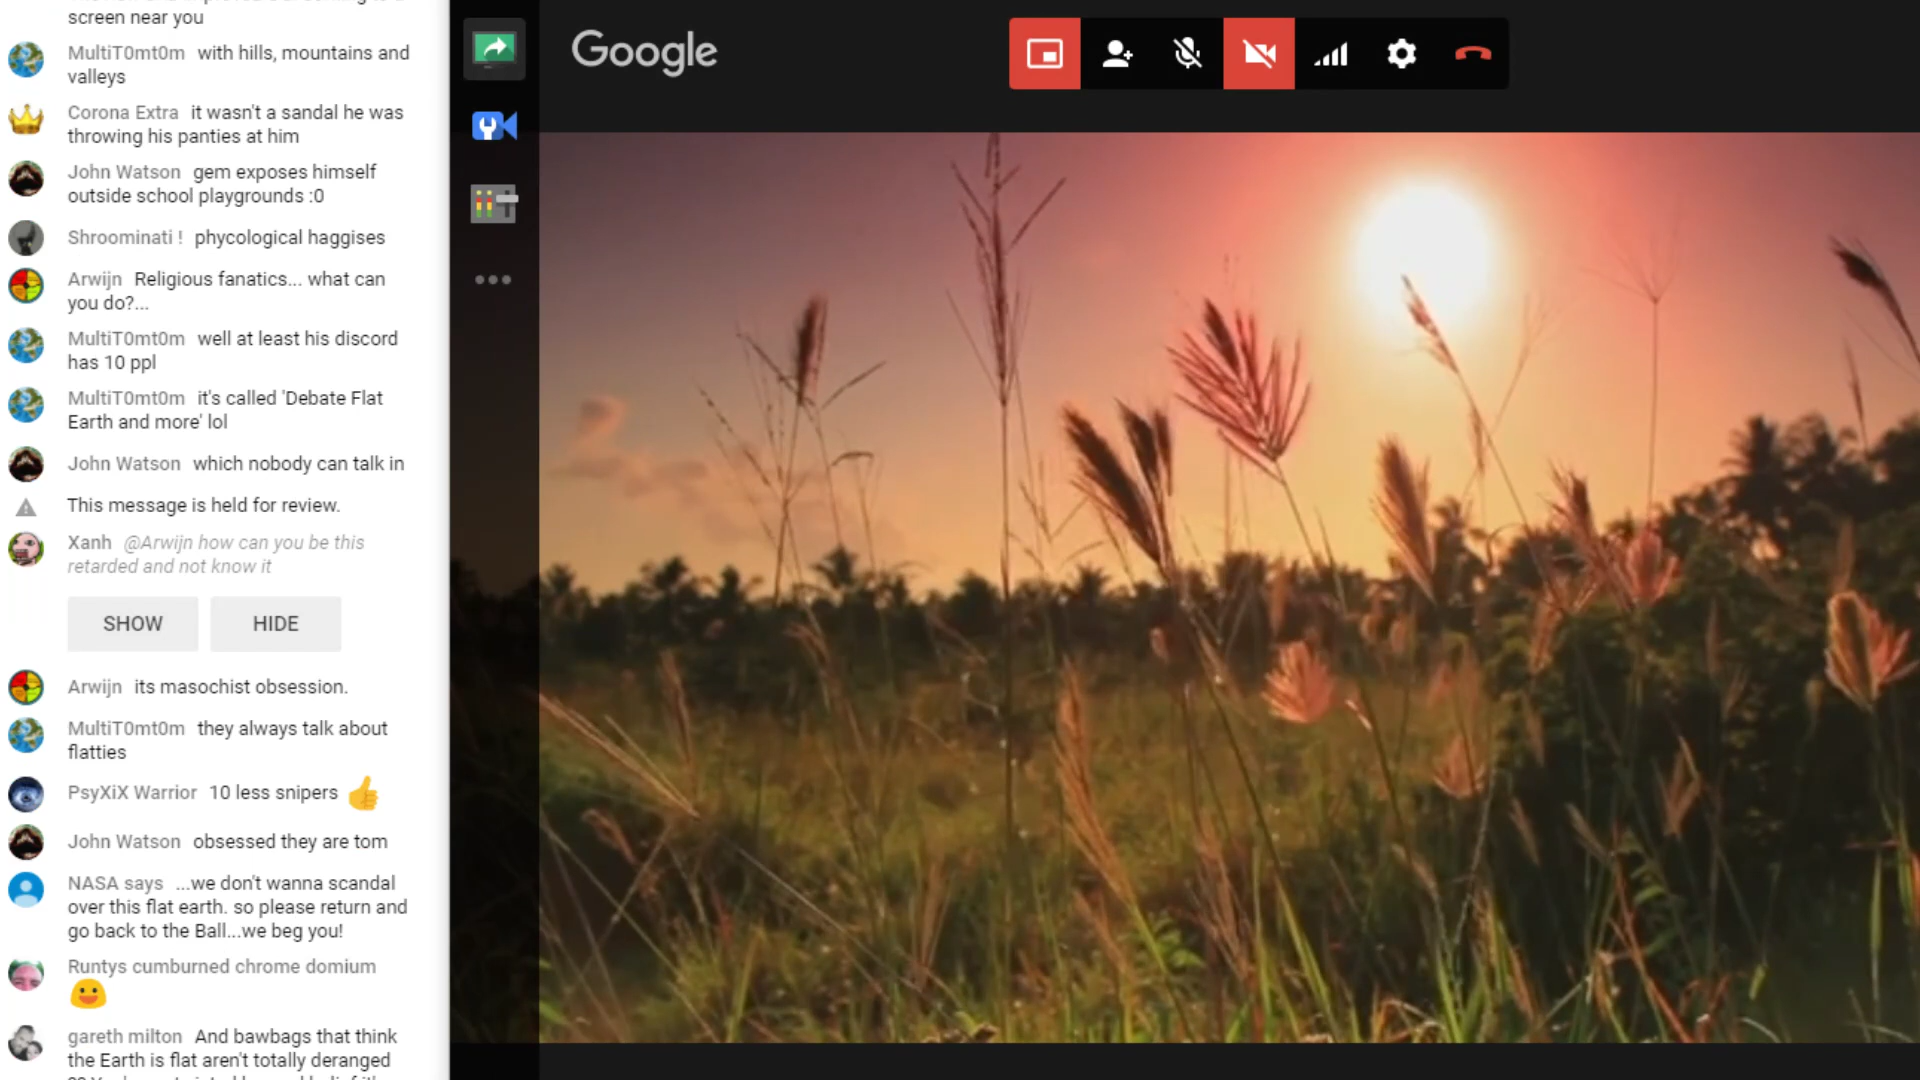 screen near you
MultiT0mt0m with hills, mountains and
valleys
Corona Extra it wasn't a sandal he was
throwing his panties at him
John Watson gem exposes himself
outside school playgrounds :0
Shroominati ! phycological haggises
Arwijn Religious fanatics... what can
you do?...
MultiT0mt0m well at least his discord
has 10 ppl
MultiT0mt0m it's called 'Debate Flat
Earth and more' lol
John Watson which nobody can talk in
This message is held for review.
Xanh @Arwijn how can you be this
retarded and not know it
SHOW HIDE
Arwijn its masochist obsession.
MultiT0mt0m they always talk about
flatties
PsyXiX Warrior 10 less snipers
John Watson obsessed they are tom
NASA says ...we don't wanna scandal
over this flat earth. so please return and
go back to the Ball...we beg you!
Runtys cumburned chrome domium
gareth milton And bawbags that think
the Earth is flat aren't totally deranged
Google